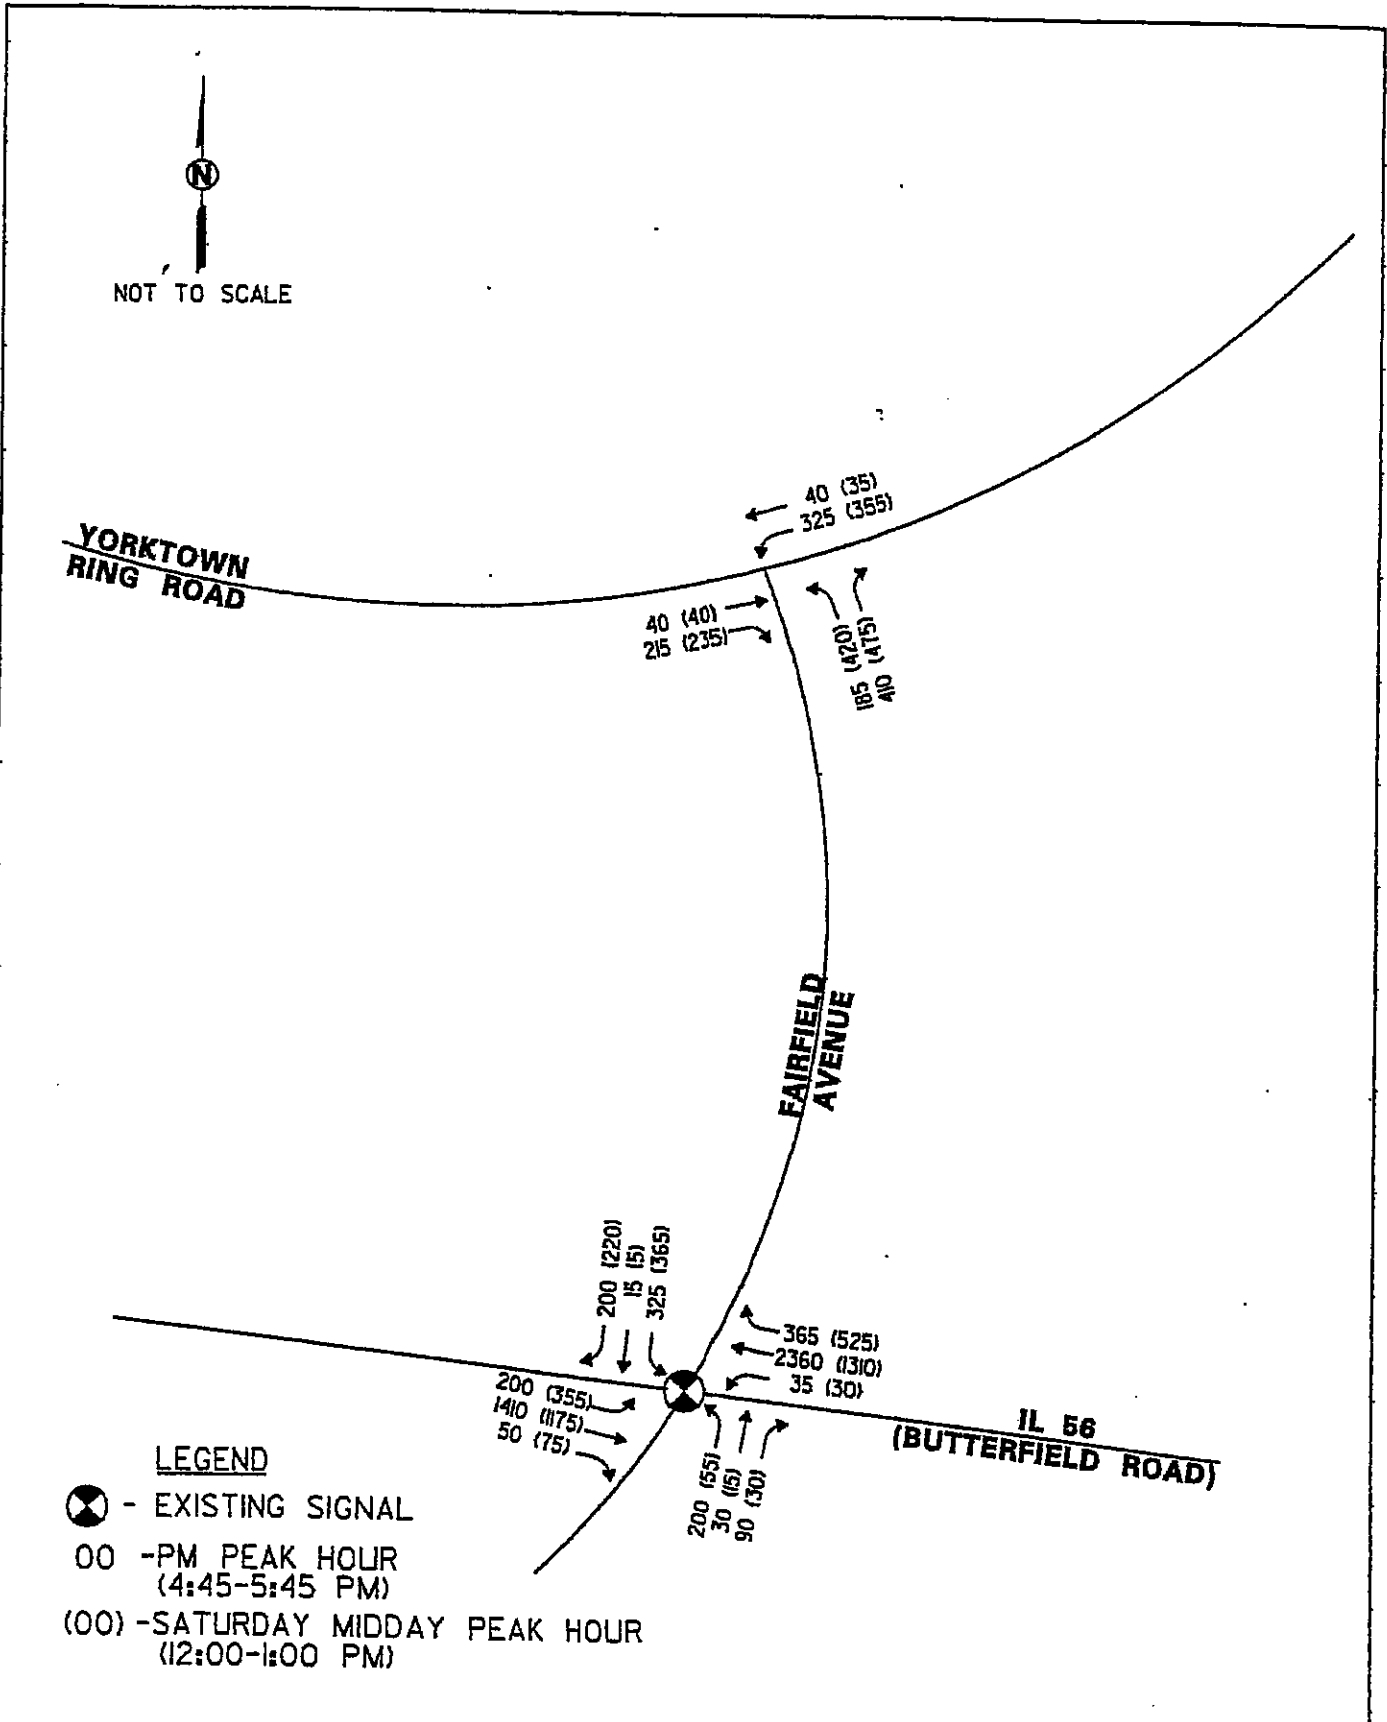 N
NOT TO SCALE
40 (35)
325 (355)
YORKTOWN
RING ROAD
40 (40)
215 (235)
185 (420)
410 (475)
FAIRFIELD
AVENUE
200 (220)
15 (5)
325 (365)
365 (525)
2360 (1310)
35 (30)
200 (355)
1410 (1175)
50 (75)
200 (55)
30 (15)
90 (30)
IL 56
(BUTTERFIELD ROAD)
LEGEND
- EXISTING SIGNAL
00 -PM PEAK HOUR
(4:45-5:45 PM)
(00) -SATURDAY MIDDAY PEAK HOUR
(12:00-1:00 PM)